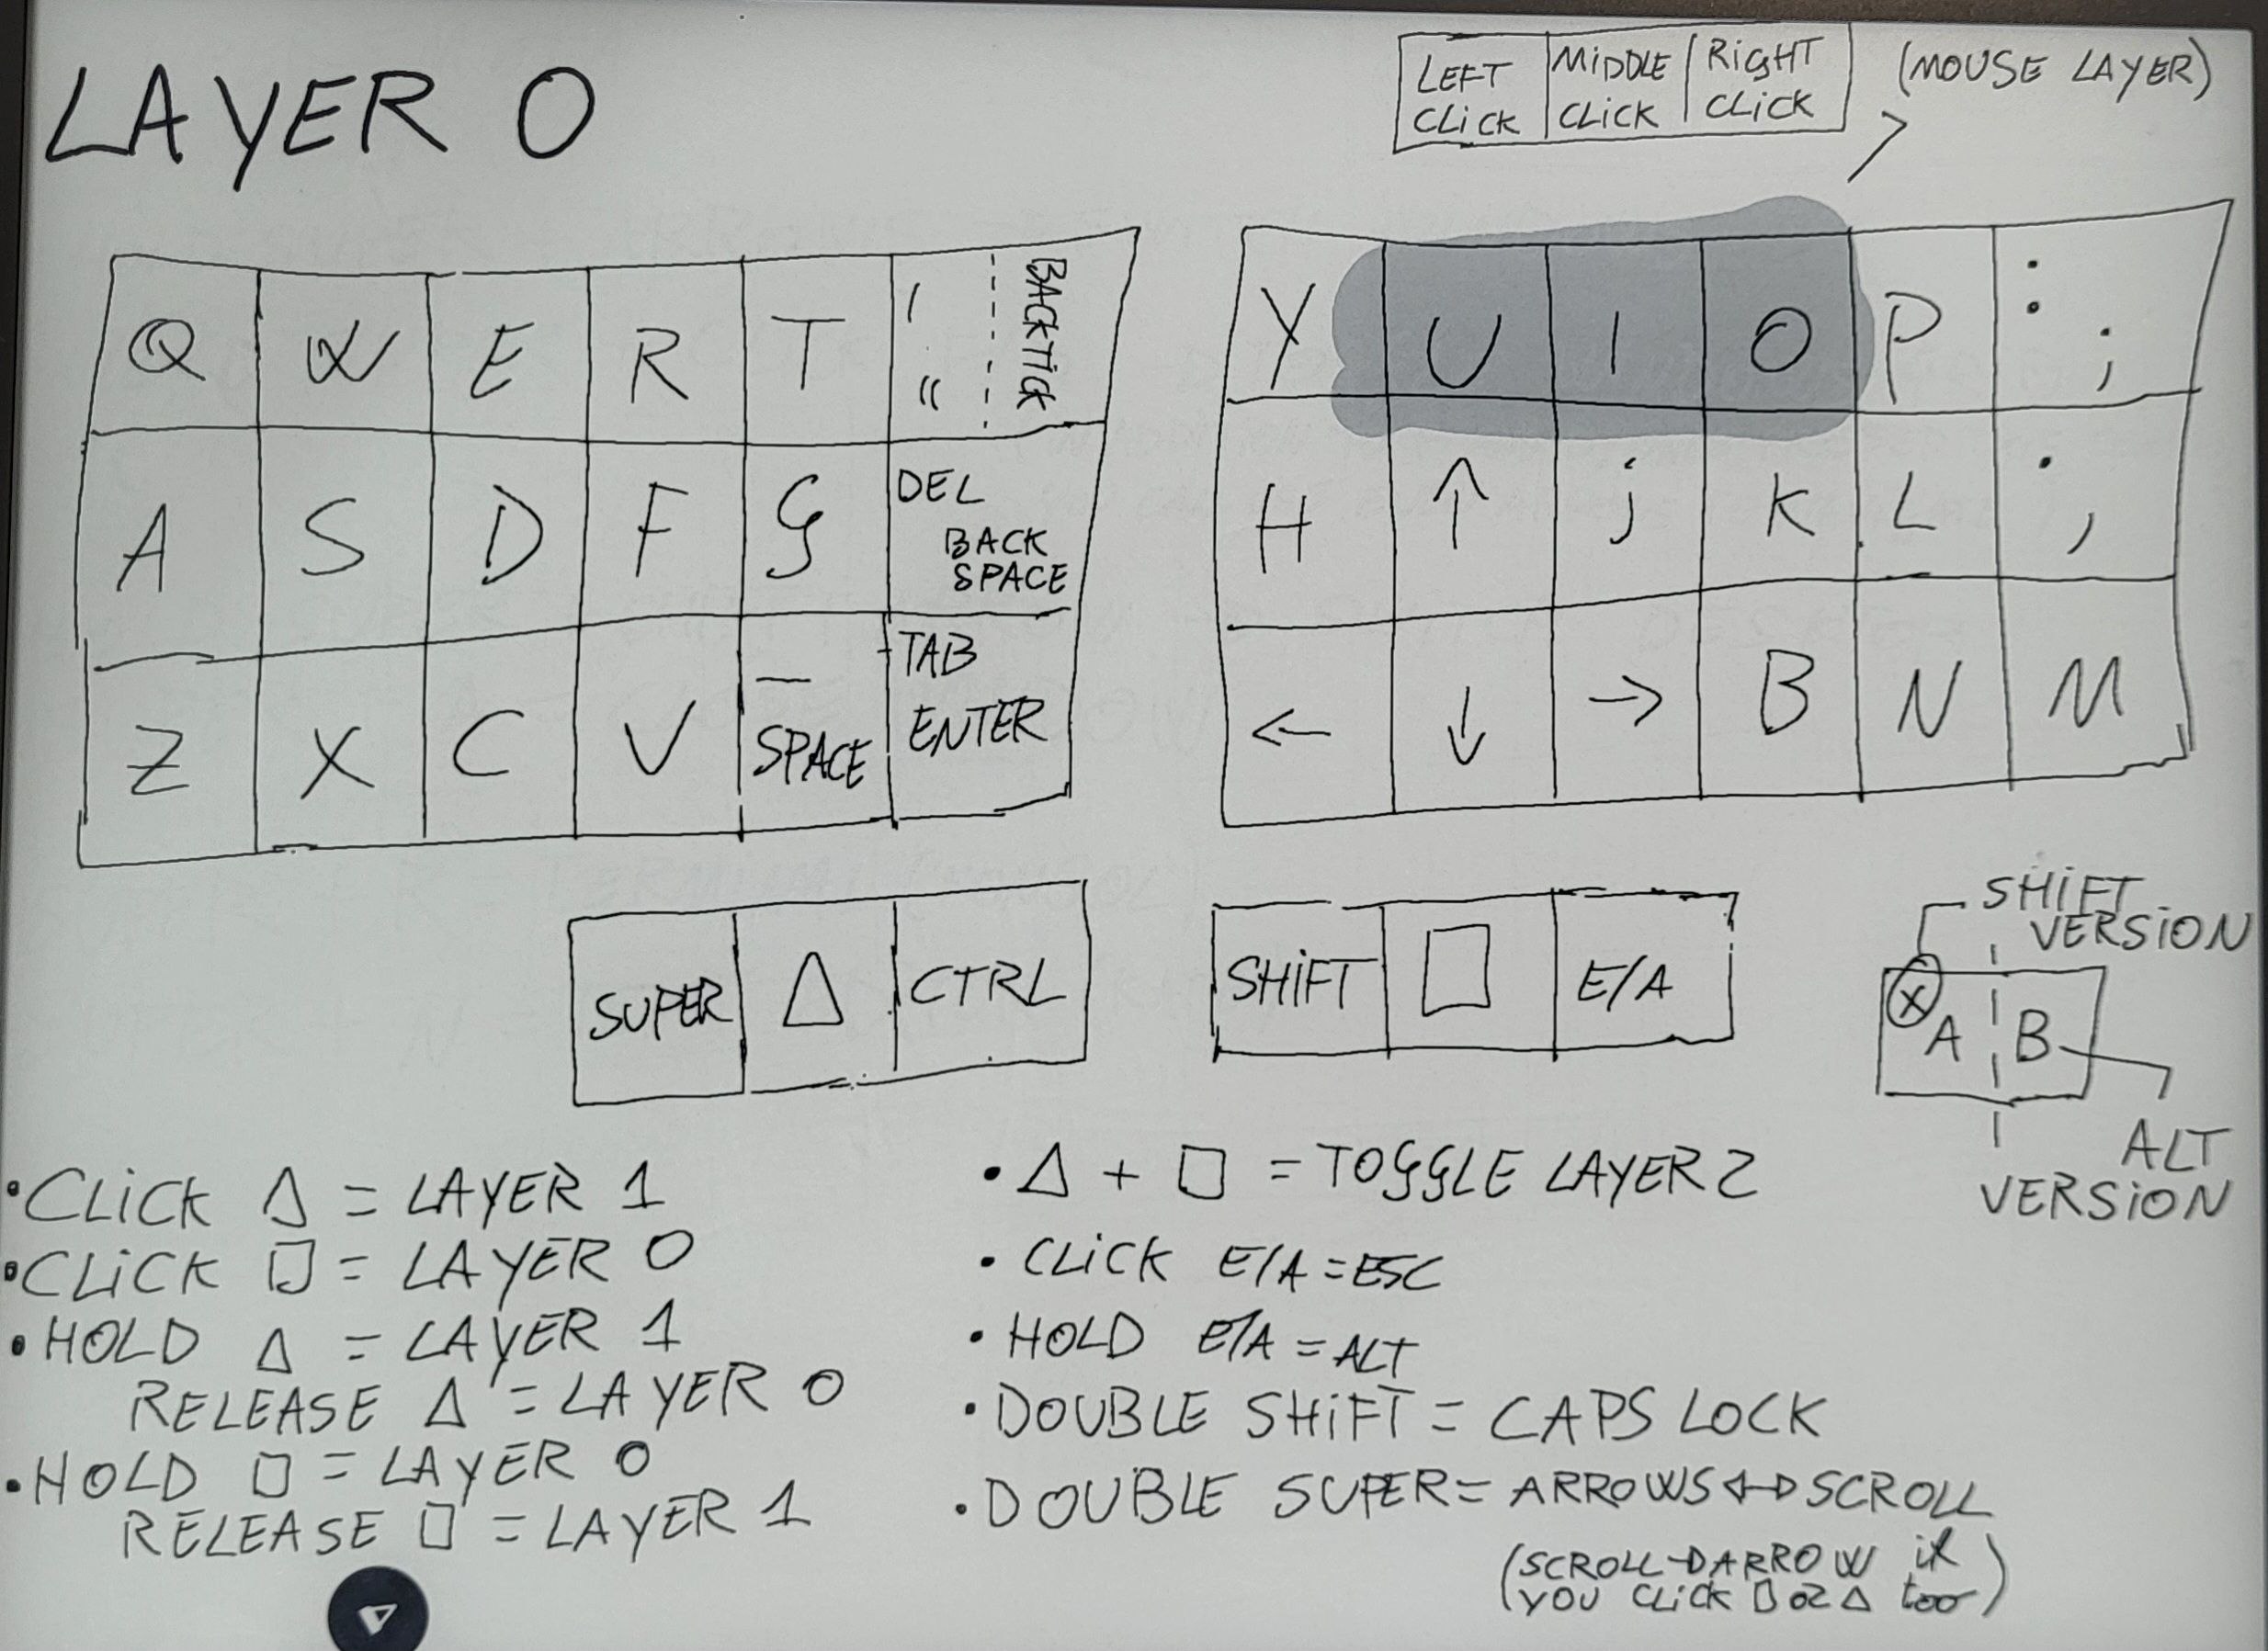 LAYER 0
LEFT CLICK MIDDLE CLICK RIGHT CLICK
(MOUSE LAYER)
Q W E R T ' " BACKTICK
A S D F G DEL BACK SPACE
Z X C V _ SPACE TAB ENTER
Y U I O P : ;
H ↑ j K L . ,
← ↓ → B N M
SUPER △ CTRL
SHIFT □ E/A
SHIFT
VERSION
X A B
ALT
VERSION
•CLICK △ = LAYER 1
•CLICK □ = LAYER 0
•HOLD △ = LAYER 1
RELEASE △ = LAYER 0
•HOLD □ = LAYER 0
RELEASE □ = LAYER 1
•△ + □ = TOGGLE LAYER 2
•CLICK E/A = ESC
•HOLD E/A = ALT
•DOUBLE SHIFT = CAPS LOCK
•DOUBLE SUPER = ARROWS ↔ SCROLL
(SCROLL→ARROW if
YOU CLICK □ or △ too)